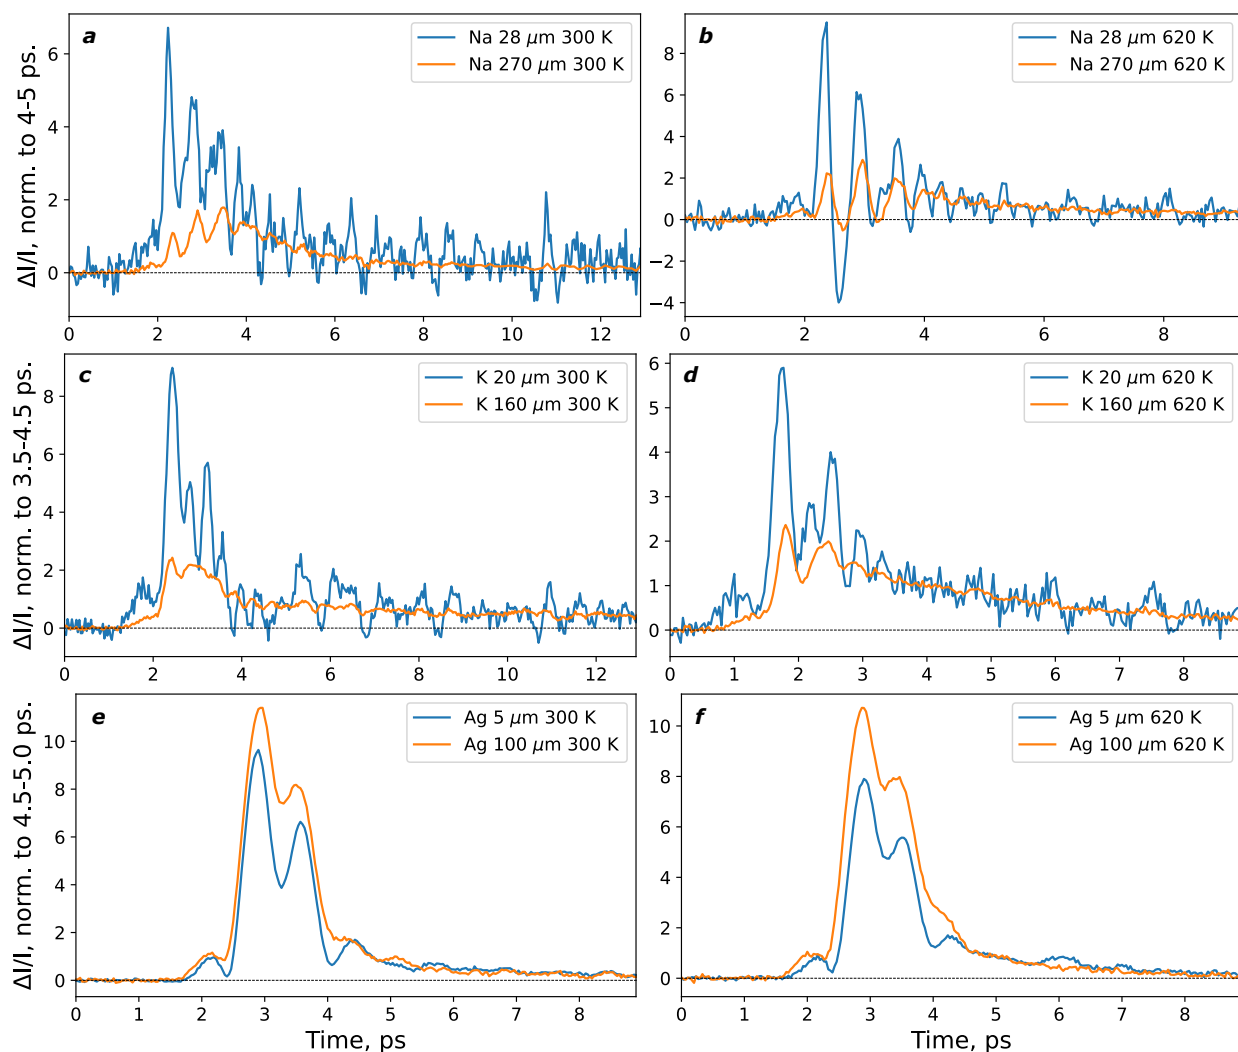 a
Na 28 μm 300 K
Na 270 μm 300 K
ΔI/I, norm. to 4-5 ps.
6
4
2
0
0 2 4 6 8 10 12
b
Na 28 μm 620 K
Na 270 μm 620 K
8
6
4
2
0
−2
−4
0 2 4 6 8
c
K 20 μm 300 K
K 160 μm 300 K
ΔI/I, norm. to 3.5-4.5 ps.
8
6
4
2
0
0 2 4 6 8 10 12
d
K 20 μm 620 K
K 160 μm 620 K
6
5
4
3
2
1
0
0 1 2 3 4 5 6 7 8
e
Ag 5 μm 300 K
Ag 100 μm 300 K
ΔI/I, norm. to 4.5-5.0 ps.
10
8
6
4
2
0
0 1 2 3 4 5 6 7 8
Time, ps
f
Ag 5 μm 620 K
Ag 100 μm 620 K
10
8
6
4
2
0
0 1 2 3 4 5 6 7 8
Time, ps